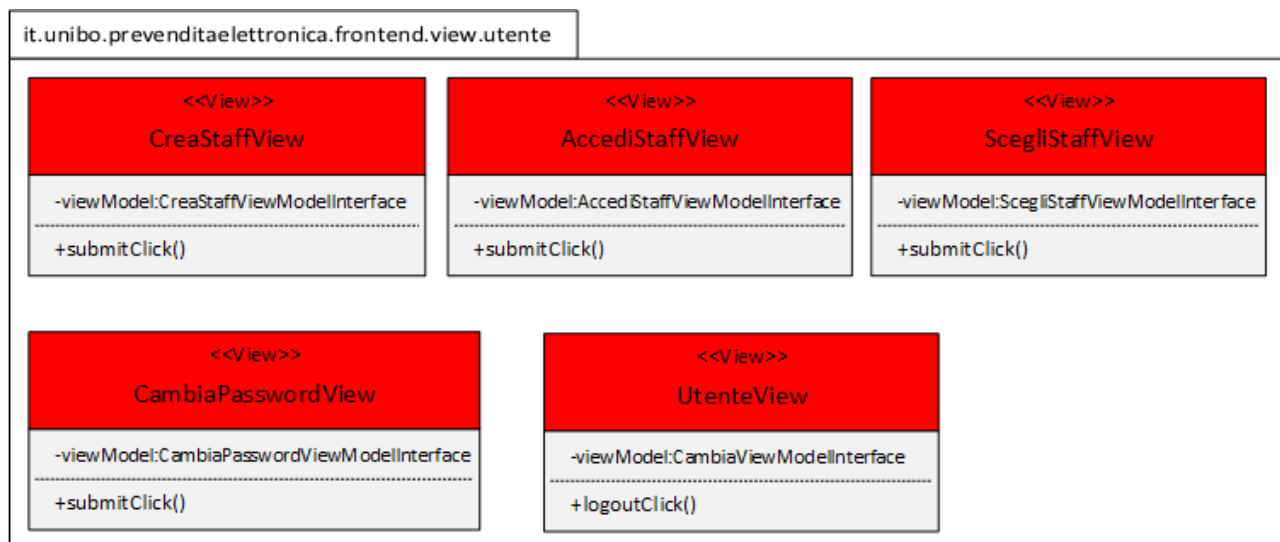 it.unibo.prevenditaelettronica.frontend.view.utente
<<View>>
CreaStaffView
-viewModel:CreaStaffViewModelInterface
+submitClick()
<<View>>
AccediStaffView
-viewModel:AccediStaffViewModelInterface
+submitClick()
<<View>>
ScegliStaffView
-viewModel:ScegliStaffViewModelInterface
+submitClick()
<<View>>
CambiaPasswordView
-viewModel:CambiaPasswordViewModelInterface
+submitClick()
<<View>>
UtenteView
-viewModel:CambiaViewModelInterface
+logoutClick()